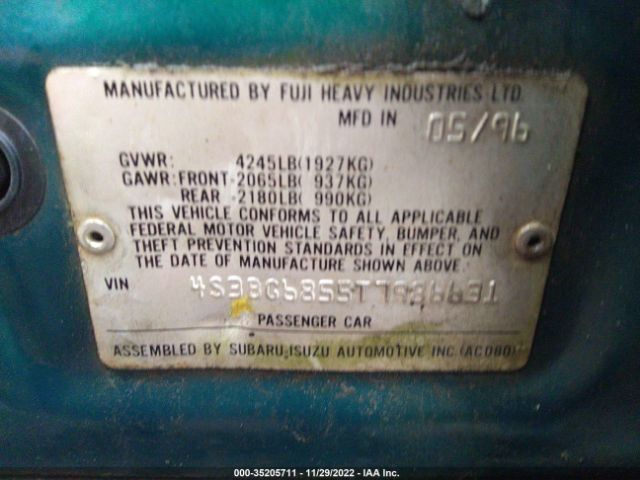 MANUFACTURED BY FUJI HEAVY INDUSTRIES LTD.
MFD IN 05/96
GVWR: 4245LB(1927KG)
GAWR:FRONT-2065LB( 937KG)
REAR -2180LB( 990KG)
THIS VEHICLE CONFORMS TO ALL APPLICABLE
FEDERAL MOTOR VEHICLE SAFETY, BUMPER, AND
THEFT PREVENTION STANDARDS IN EFFECT ON
THE DATE OF MANUFACTURE SHOWN ABOVE.
VIN 4S3BG6855T7936631
PASSENGER CAR
ASSEMBLED BY SUBARU,ISUZU AUTOMOTIVE INC.(AC080)
000-35205711 - 11/29/2022 - IAA Inc.